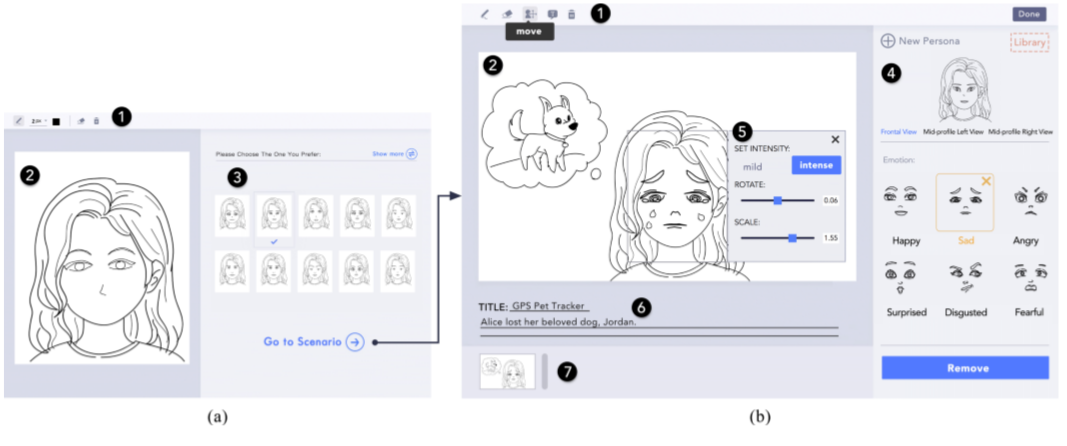 1
2
Please Choose The One You Prefer:
Show more
3
Go to Scenario
(a)
1
move
Done
2
5
SET INTENSITY:
mild
intense
ROTATE:
0.06
SCALE:
1.55
New Persona
Library
4
Frontal View Mid-profile Left View Mid-profile Right View
Emotion:
Happy Sad Angry
Surprised Disgusted Fearful
Remove
TITLE: GPS Pet Tracker
6
Alice lost her beloved dog, Jordan.
7
(b)